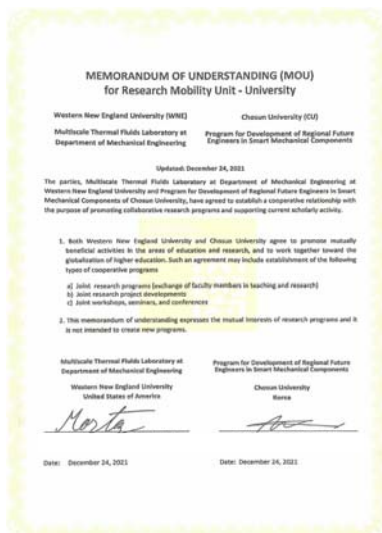 MEMORANDUM OF UNDERSTANDING (MOU)
for Research Mobility Unit - University
Western New England University (WNE)
Multiscale Thermal Fluids Laboratory at
Department of Mechanical Engineering
Chosun University (CU)
Program for Development of Regional Future
Engineers in Smart Mechanical Components
Updated: December 24, 2021
The parties, Multiscale Thermal Fluids Laboratory at Department of Mechanical Engineering at
Western New England University and Program for Development of Regional Future Engineers in Smart
Mechanical Components of Chosun University, have agreed to establish a cooperative relationship with
the purpose of promoting collaborative research programs and supporting current scholarly activity.
1. Both Western New England University and Chosun University agree to promote mutually
beneficial activities in the areas of education and research, and to work together toward the
globalization of higher education. Such an agreement may include establishment of the following
types of cooperative programs
a) Joint research programs (exchange of faculty members in teaching and research)
b) Joint research project developments
c) Joint workshops, seminars, and conferences
2. This memorandum of understanding expresses the mutual interests of research programs and it
is not intended to create new programs.
Multiscale Thermal Fluids Laboratory at
Department of Mechanical Engineering
Western New England University
United States of America
Morta
Date: December 24, 2021
Program for Development of Regional Future
Engineers in Smart Mechanical Components
Chosun University
Korea
Date: December 24, 2021